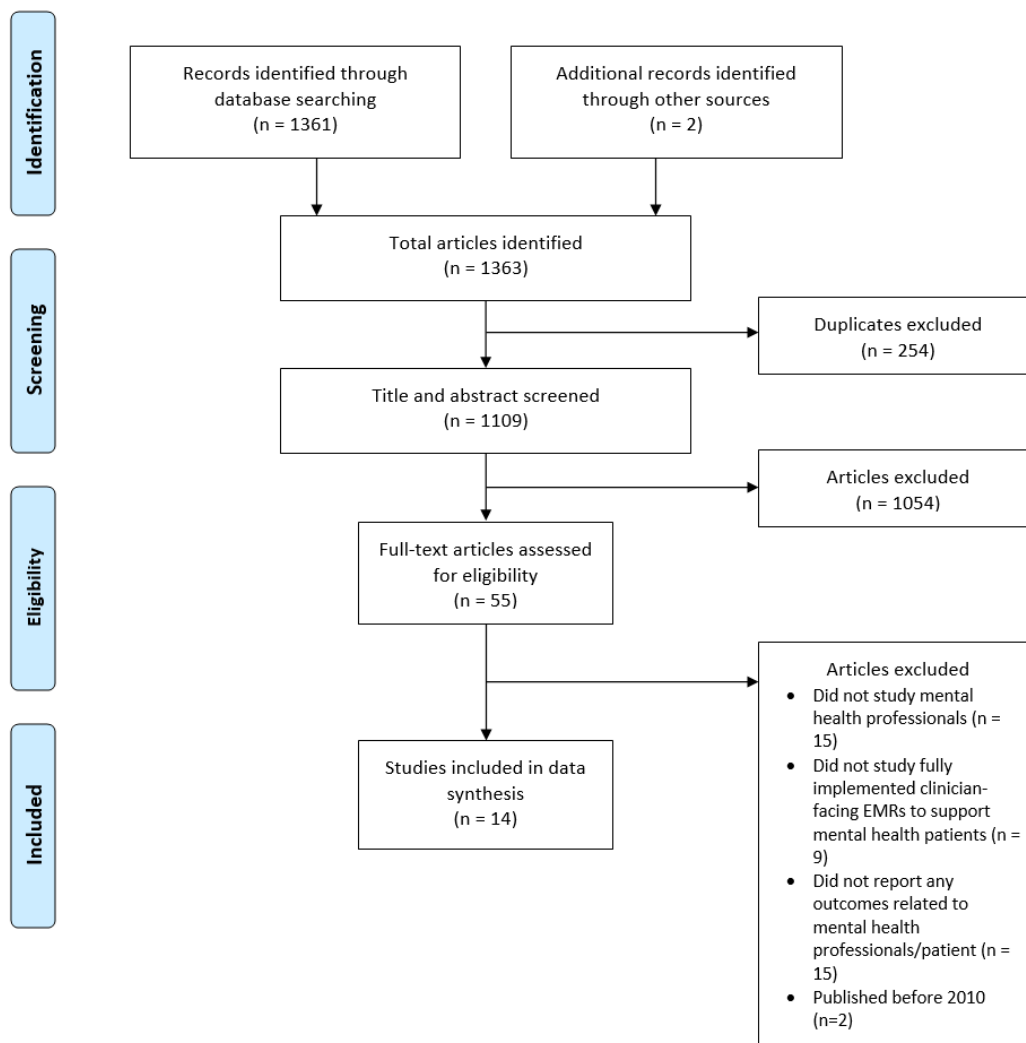 Identification
Records identified through
database searching
(n = 1361)
Additional records identified
through other sources
(n = 2)
Total articles identified
(n = 1363)
Screening
Duplicates excluded
(n = 254)
Title and abstract screened
(n = 1109)
Articles excluded
(n = 1054)
Eligibility
Full-text articles assessed
for eligibility
(n = 55)
Articles excluded
• Did not study mental
health professionals (n =
15)
• Did not study fully
implemented clinician-
facing EMRs to support
mental health patients (n =
9)
• Did not report any
outcomes related to
mental health
professionals/patient (n =
15)
• Published before 2010
(n=2)
Included
Studies included in data
synthesis
(n = 14)